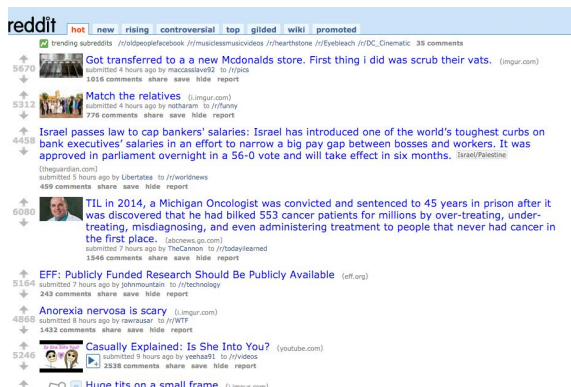 reddit hot new rising controversial top gilded wiki promoted
trending subreddits /r/oldpeoplefacebook /r/musiclessmusicvideos /r/hearthstone /r/Eyebleach /r/DC_Cinematic 35 comments
Got transferred to a a new Mcdonalds store. First thing i did was scrub their vats. (imgur.com)
5670 submitted 4 hours ago by maccasslave92 to /r/pics
1016 comments share save hide report
Match the relatives (i.imgur.com)
5312 submitted 4 hours ago by notharam to /r/funny
776 comments share save hide report
Israel passes law to cap bankers' salaries: Israel has introduced one of the world's toughest curbs on
4458 bank executives' salaries in an effort to narrow a big pay gap between bosses and workers. It was
approved in parliament overnight in a 56-0 vote and will take effect in six months. Israel/Palestine
(theguardian.com)
submitted 5 hours ago by Libertatea to /r/worldnews
459 comments share save hide report
TIL in 2014, a Michigan Oncologist was convicted and sentenced to 45 years in prison after it
6080 was discovered that he had bilked 553 cancer patients for millions by over-treating, under-
treating, misdiagnosing, and even administering treatment to people that never had cancer in
the first place. (abcnews.go.com)
submitted 7 hours ago by TheCannon to /r/todayilearned
1546 comments share save hide report
EFF: Publicly Funded Research Should Be Publicly Available (eff.org)
5164 submitted 7 hours ago by johnmountain to /r/technology
243 comments share save hide report
Anorexia nervosa is scary (i.imgur.com)
4868 submitted 8 hours ago by rawrausar to /r/WTF
1432 comments share save hide report
Casually Explained: Is She Into You? (youtube.com)
5246 submitted 9 hours ago by yeehaa91 to /r/videos
2538 comments share save hide report
Huge tits on a small frame (i.imgur.com)